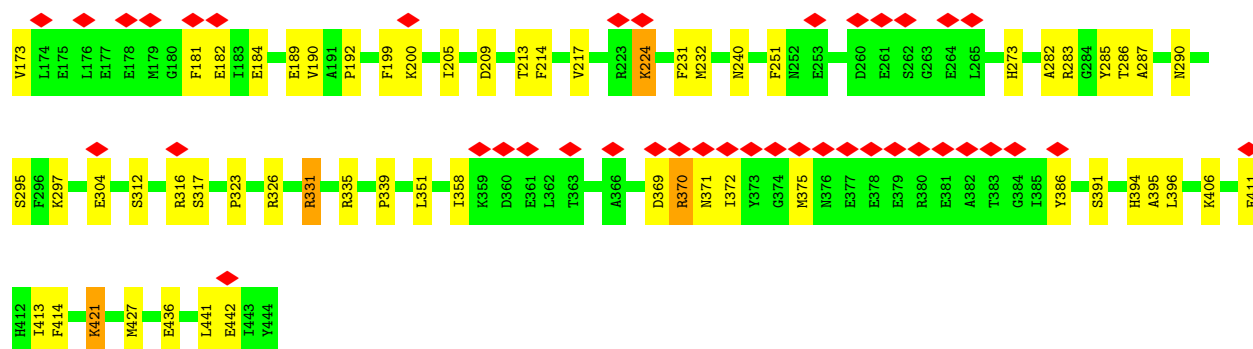 V173 L174 E175 L176 E177 E178 M179 G180 F181 E182 I183 E184 E189 V190 A191 P192 F199 K200 I205 D209 T213 F214 V217 R223 K224 F231 M232 N240 F251 N252 E253 D260 E261 S262 G263 E264 L265 H273 A282 R283 G284 Y285 T286 A287 N290
S295 F296 K297 E304 S312 R316 S317 P323 R326 R331 R335 P339 L351 I358 K359 D360 E361 L362 T363 A366 D369 R370 N371 I372 Y373 G374 M375 N376 E377 E378 E379 R380 E381 A382 T383 G384 I385 Y386 S391 H394 A395 L396 K406
H412 I413 F414 K421 M427 E436 L441 E442 I443 Y444